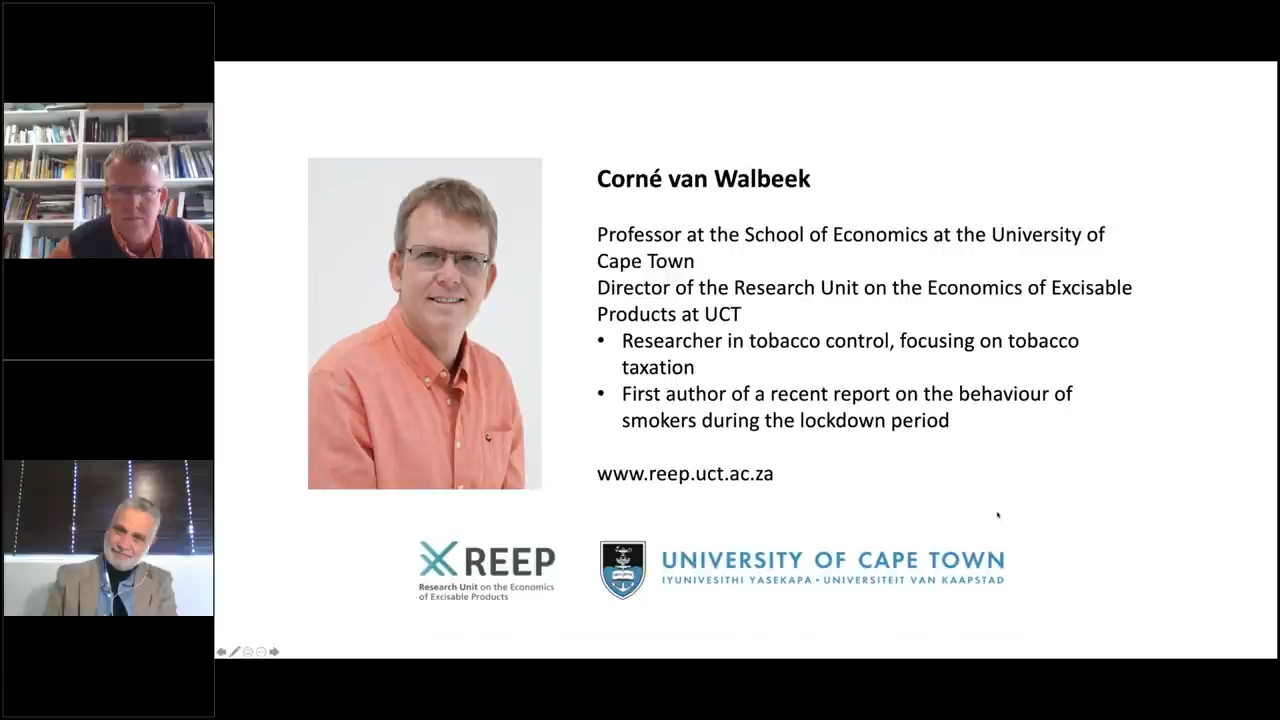 Corné van Walbeek
Professor at the School of Economics at the University of
Cape Town
Director of the Research Unit on the Economics of Excisable
Products at UCT
• Researcher in tobacco control, focusing on tobacco
taxation
• First author of a recent report on the behaviour of
smokers during the lockdown period
www.reep.uct.ac.za
REEP
Research Unit on the Economics
of Excisable Products
UNIVERSITY OF CAPE TOWN
IYUNIVESITHI YASEKAPA • UNIVERSITEIT VAN KAAPSTAD